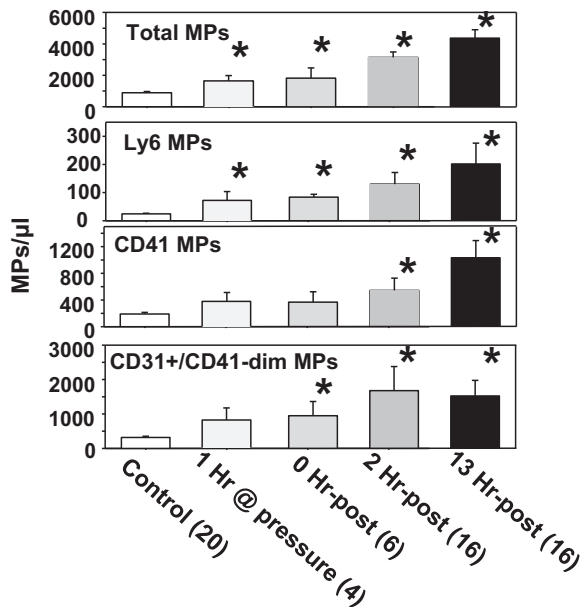 MPs/µl
6000
Total MPs
4000
2000
0
* * * *
300
Ly6 MPs
200
100
0
* * * *
1200
CD41 MPs
800
400
0
* *
3000
CD31+/CD41-dim MPs
2000
1000
0
* * *
Control (20)
1 Hr @ pressure (4)
0 Hr-post (6)
2 Hr-post (16)
13 Hr-post (16)